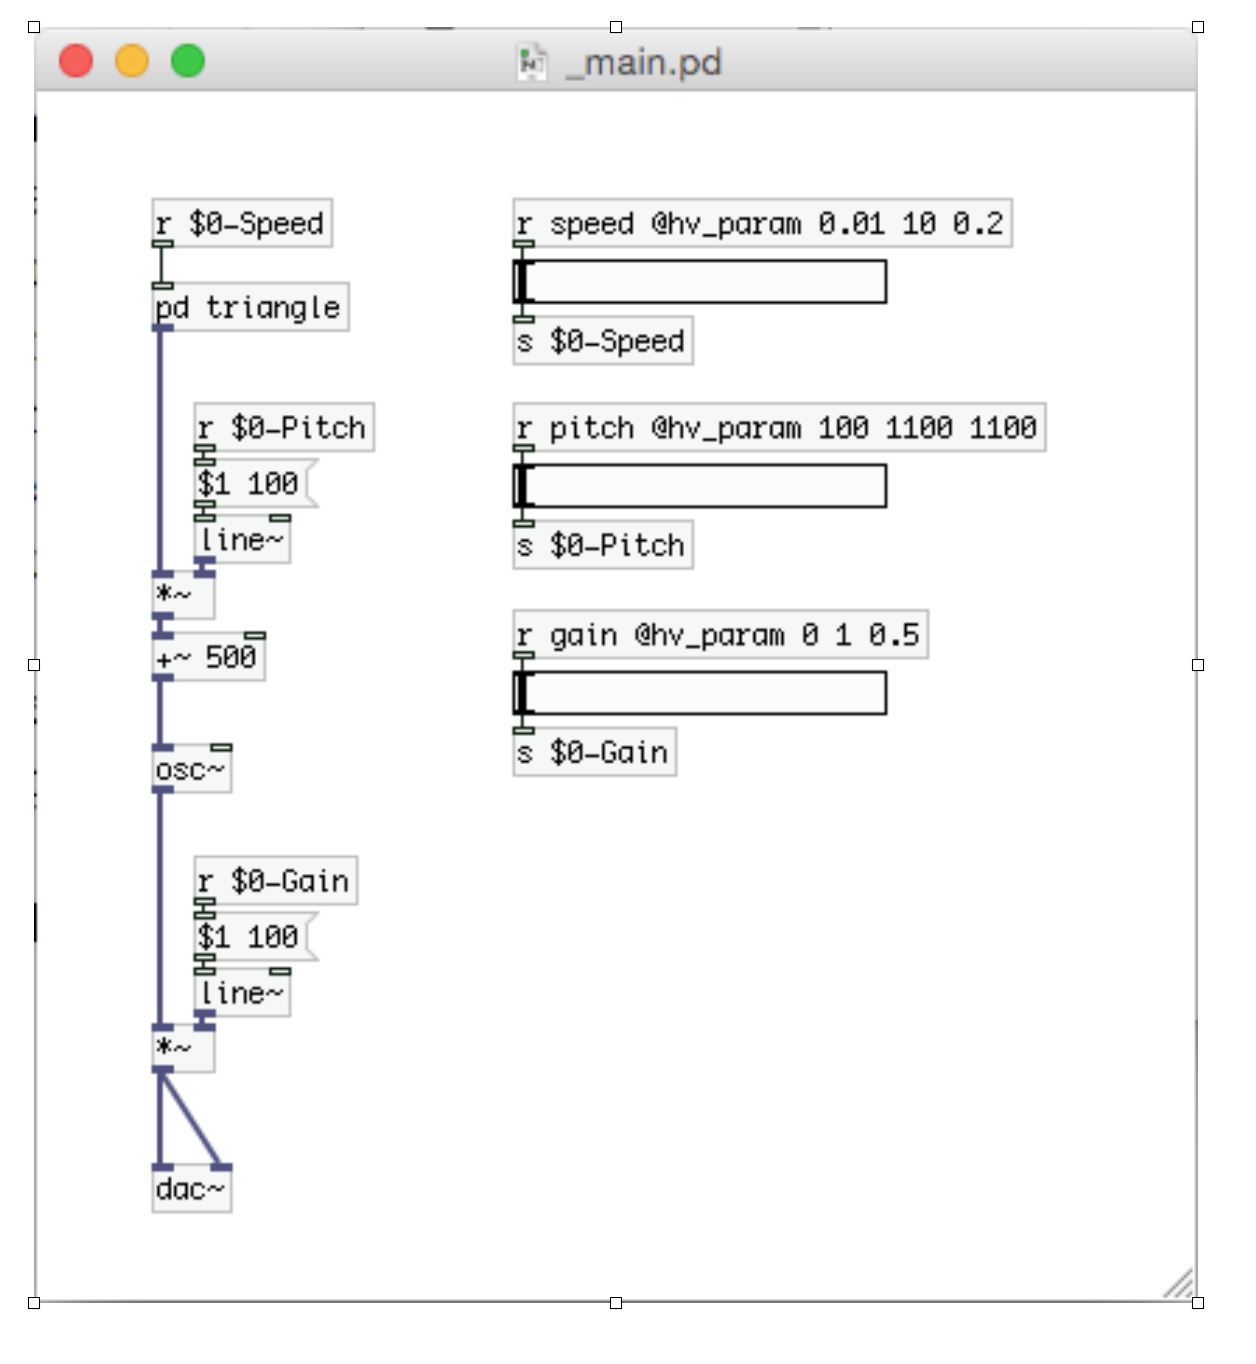 _main.pd
r $0-Speed
pd triangle
r $0-Pitch
$1 100
line~
*~
+~ 500
osc~
r $0-Gain
$1 100
line~
*~
dac~
r speed @hv_param 0.01 10 0.2
s $0-Speed
r pitch @hv_param 100 1100 1100
s $0-Pitch
r gain @hv_param 0 1 0.5
s $0-Gain